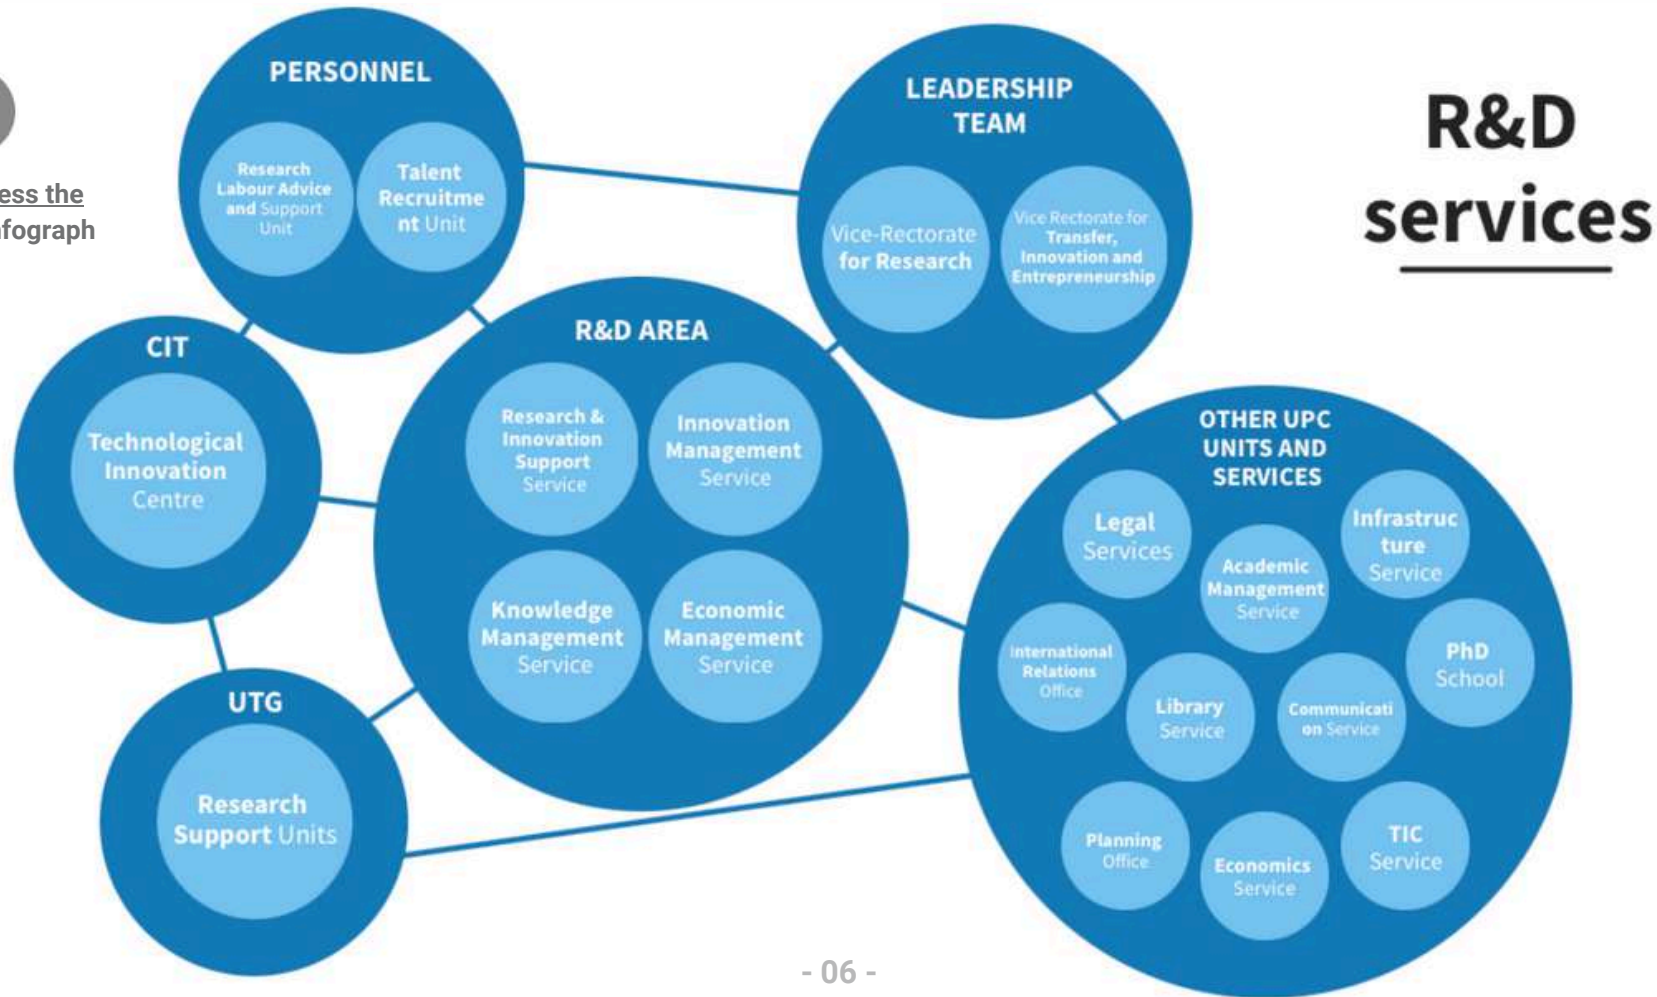 ess the
fograph
PERSONNEL
Research
Labour Advice
and Support
Unit
Talent
Recruitme
nt Unit
LEADERSHIP
TEAM
Vice-Rectorate
for Research
Vice Rectorate for
Transfer,
Innovation and
Entrepreneurship
R&D
services
CIT
Technological
Innovation
Centre
R&D AREA
Research &
Innovation
Support
Service
Innovation
Management
Service
Knowledge
Management
Service
Economic
Management
Service
UTG
Research
Support Units
OTHER UPC
UNITS AND
SERVICES
Legal
Services
Academic
Management
Service
Infrastruc
ture
Service
International
Relations
Office
Library
Service
Communicati
on Service
PhD
School
Planning
Office
Economics
Service
TIC
Service
- 06 -